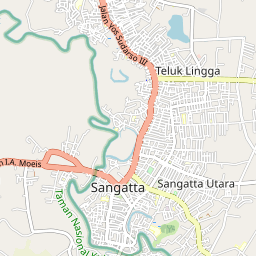 Jalan Yos Sudarso III
Teluk Lingga
n I.A. Moeis
Sangatta
Sangatta Utara
Taman Nasional K